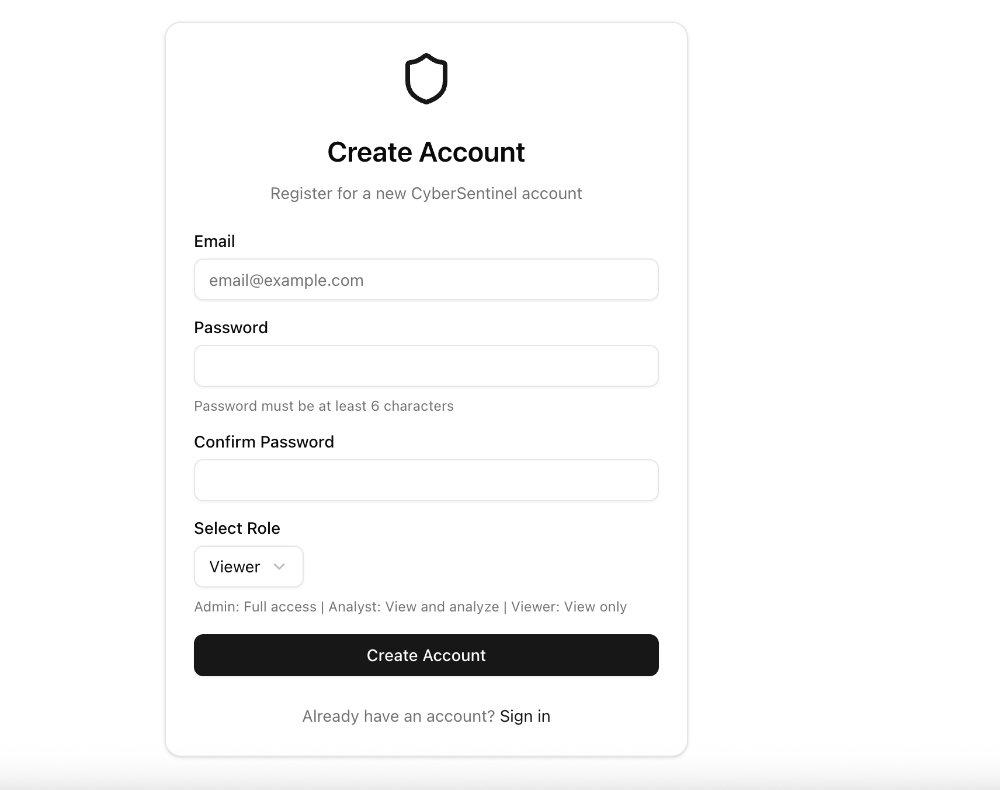 Create Account
Register for a new CyberSentinel account
Email
email@example.com
Password
Password must be at least 6 characters
Confirm Password
Select Role
Viewer
Admin: Full access | Analyst: View and analyze | Viewer: View only
Create Account
Already have an account? Sign in